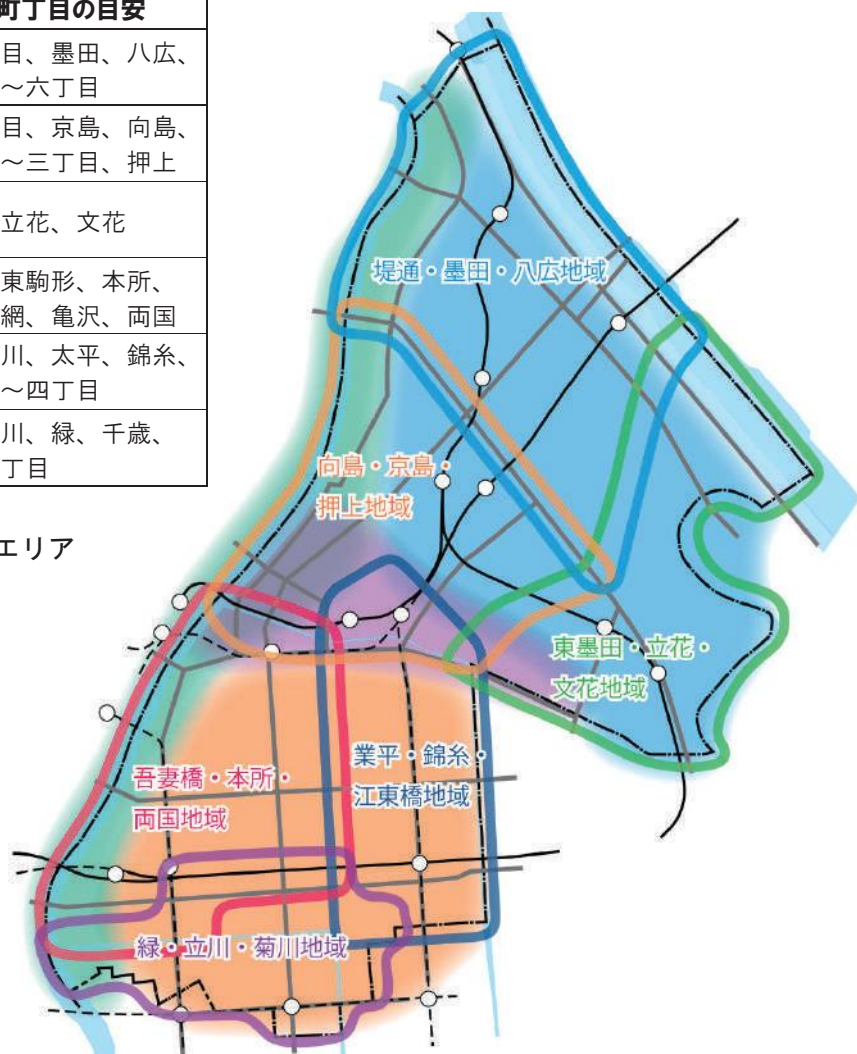 町丁目の目安
目、墨田、八広、
～六丁目
目、京島、向島、
～三丁目、押上
立花、文花
東駒形、本所、
網、亀沢、両国
川、太平、錦糸、
～四丁目
川、緑、千歳、
丁目
エリア
堤通・墨田・八広地域
向島・京島・
押上地域
東墨田・立花・
文花地域
業平・錦糸・
江東橋地域
吾妻橋・本所・
両国地域
緑・立川・菊川地域